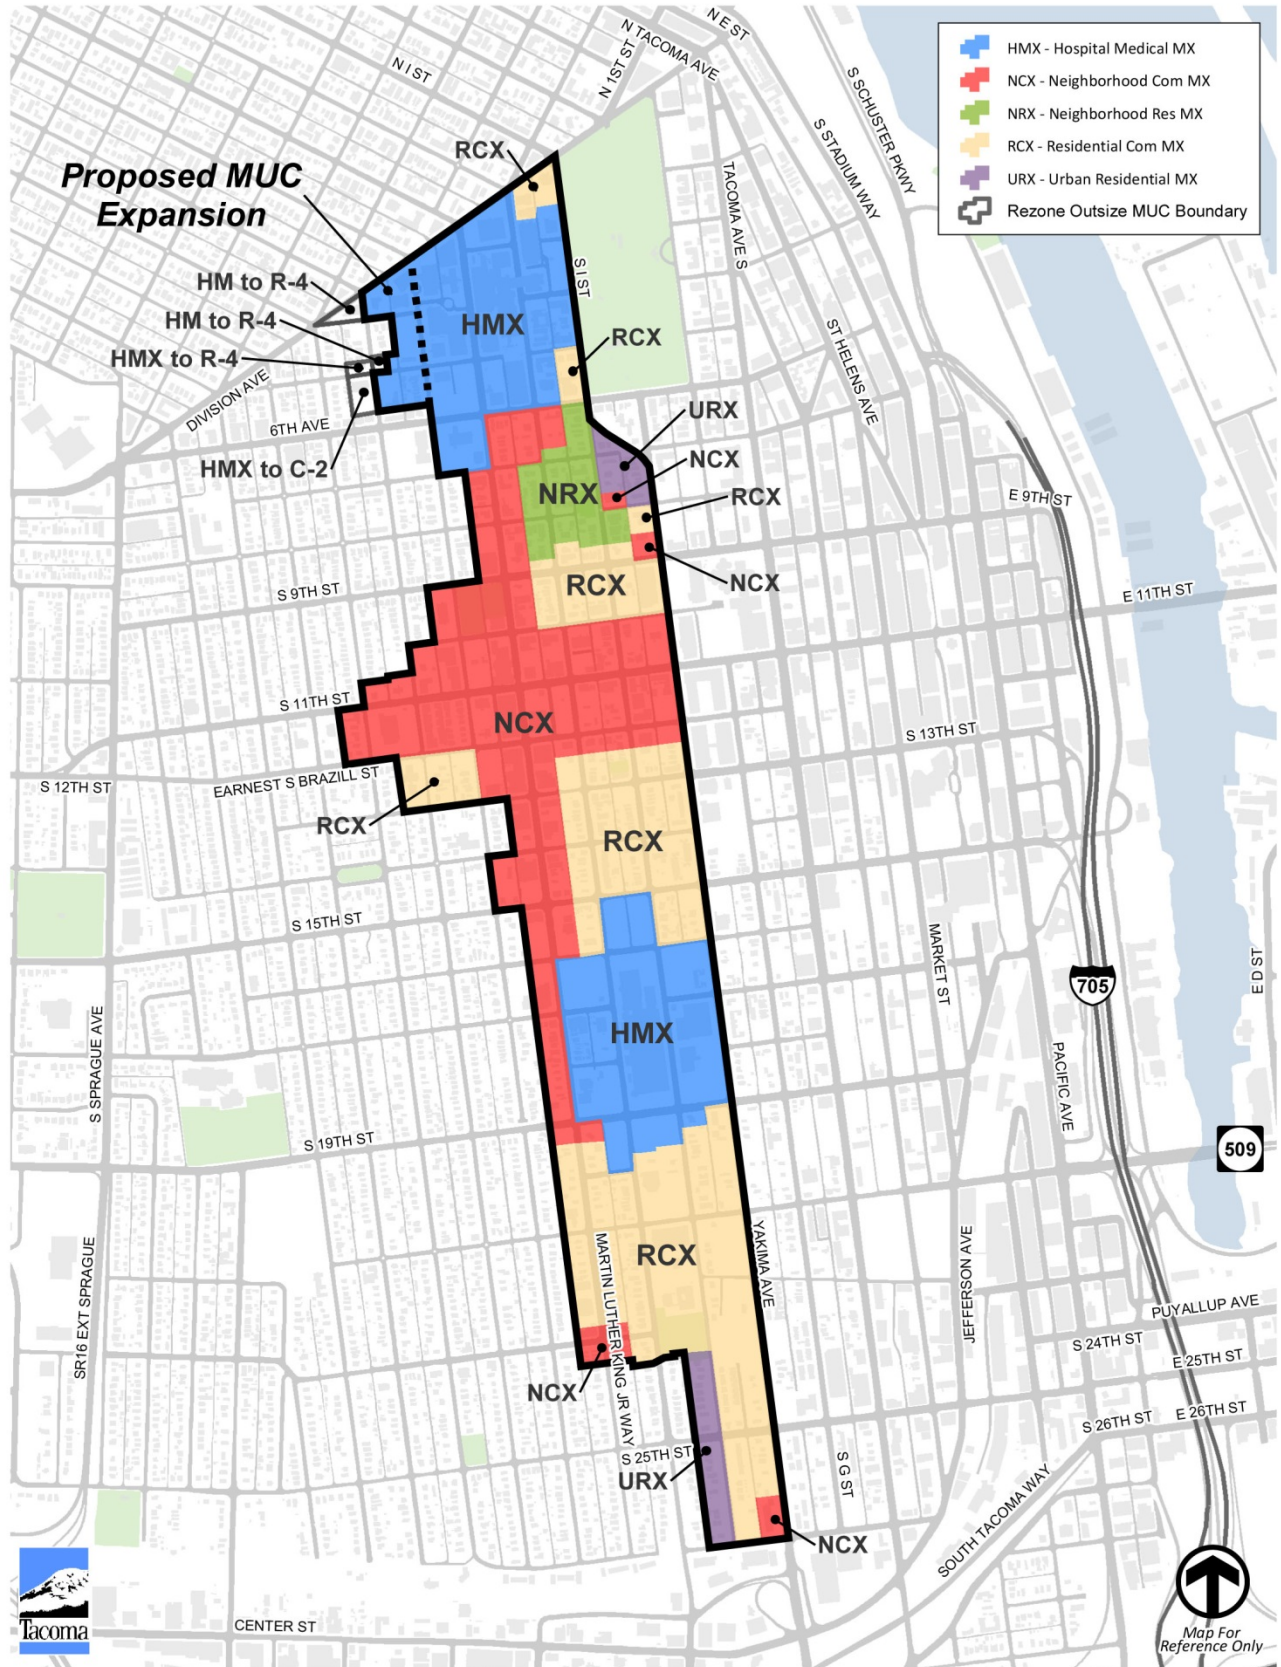 N E ST
N TACOMA AVE
N 1ST ST
N I ST
S SCHUSTER PKWY
S STADIUM WAY
HMX - Hospital Medical MX
NCX - Neighborhood Com MX
NRX - Neighborhood Res MX
RCX - Residential Com MX
URX - Urban Residential MX
Rezone Outsize MUC Boundary
RCX
Proposed MUC
Expansion
TACOMA AVE S
S I ST
HM to R-4
HM to R-4
HMX to R-4
HMX
RCX
ST HELENS AVE
DIVISION AVE
6TH AVE
HMX to C-2
URX
NCX
NRX
RCX
E 9TH ST
NCX
RCX
S 9TH ST
E 11TH ST
S 11TH ST
NCX
S 13TH ST
S 12TH ST
EARNEST S BRAZILL ST
RCX
RCX
S 15TH ST
MARKET ST
705
E D ST
HMX
S SPRAGUE AVE
PACIFIC AVE
S 19TH ST
509
YAKIMA AVE
MARTIN LUTHER KING JR WAY
RCX
JEFFERSON AVE
SR16 EXT SPRAGUE
PUYALLUP AVE
S 24TH ST
E 25TH ST
NCX
E 26TH ST
S 26TH ST
S 25TH ST
URX
S G ST
SOUTH TACOMA WAY
NCX
Tacoma
CENTER ST
Map For
Reference Only